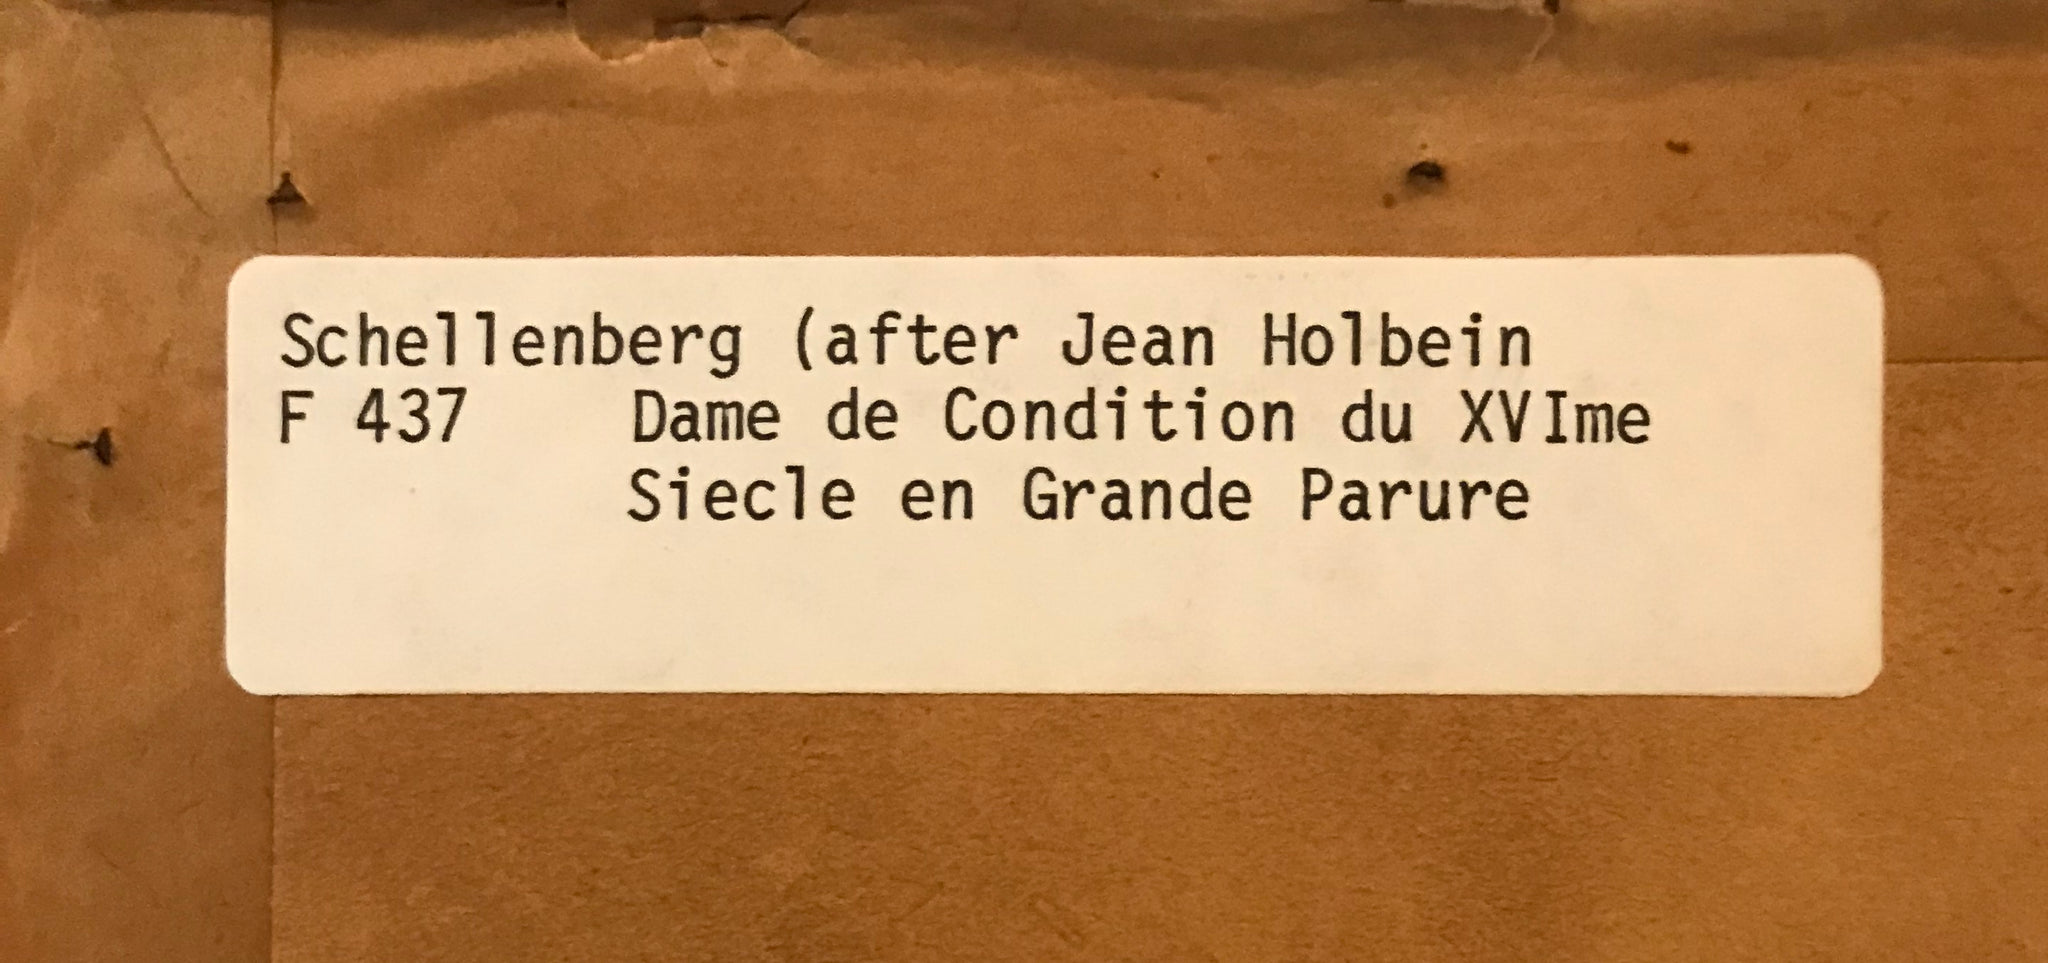 Schellenberg (after Jean Holbein
F 437 Dame de Condition du XVIme
Siecle en Grande Parure